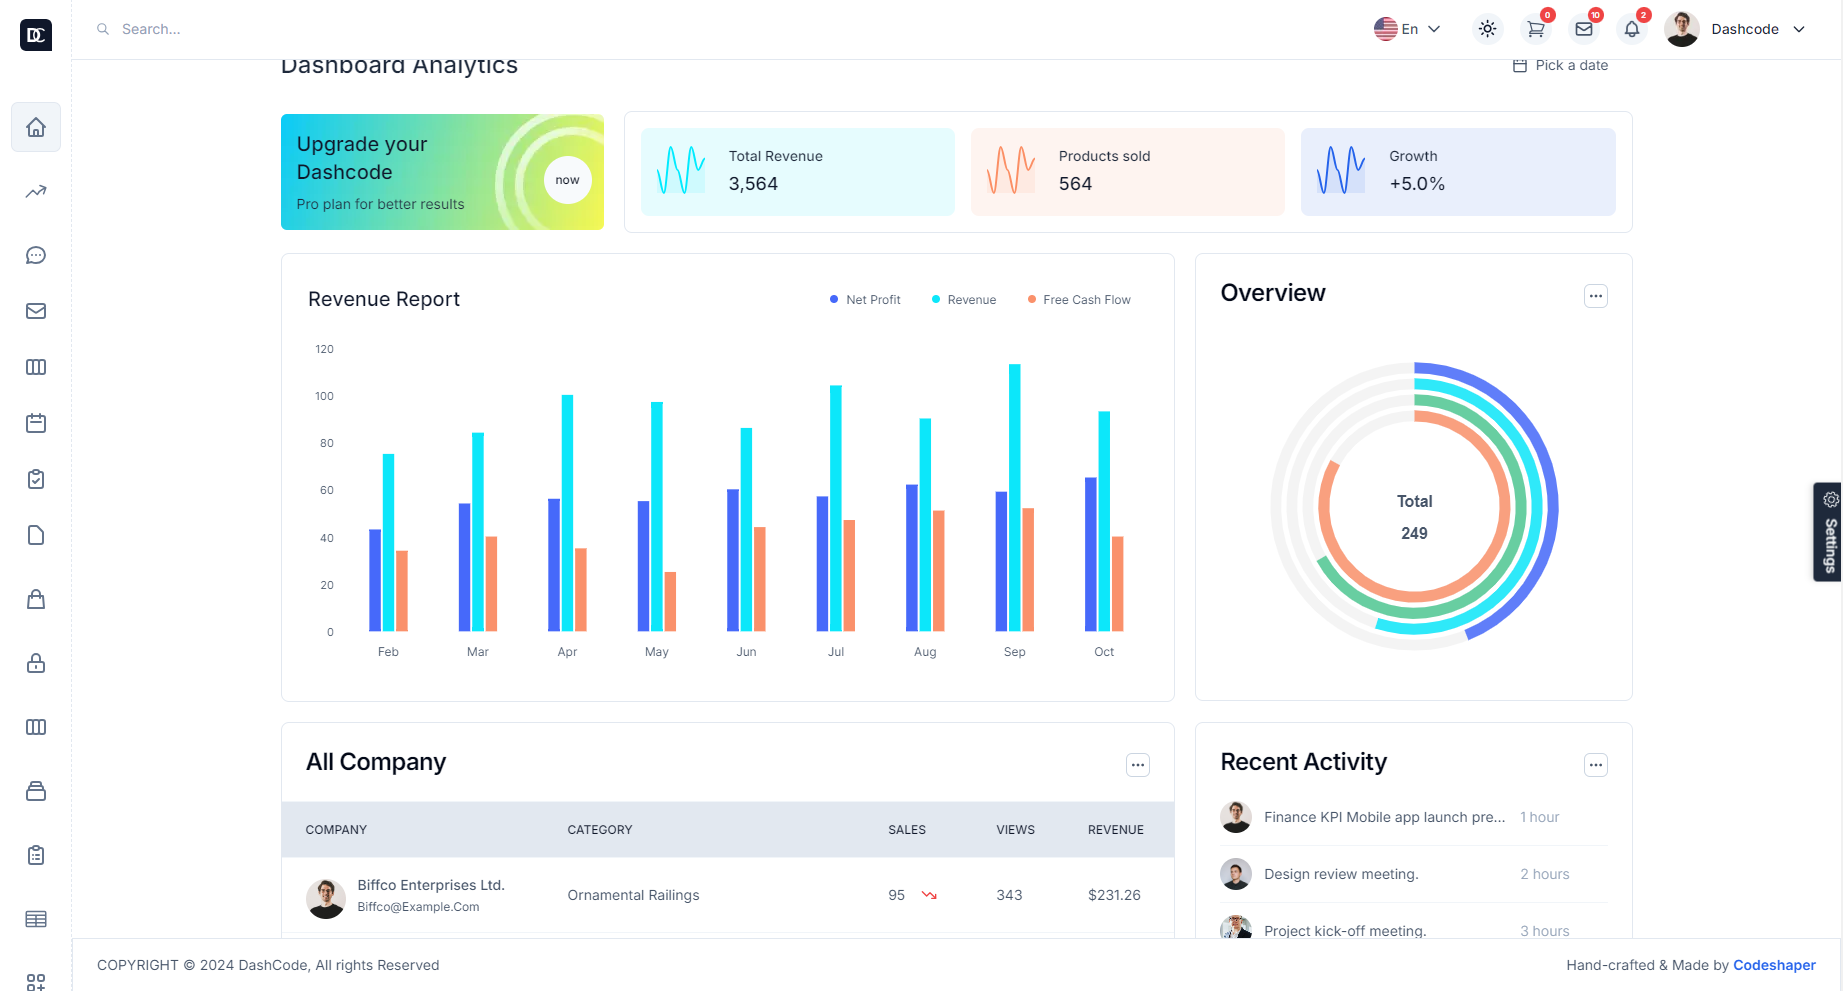 DC
Search...
En
0
10
2
Dashcode
Dashboard Analytics
Pick a date
Upgrade your
Dashcode
Pro plan for better results
now
Total Revenue
3,564
Products sold
564
Growth
+5.0%
Revenue Report
Net Profit
Revenue
Free Cash Flow
120
100
80
60
40
20
0
Feb
Mar
Apr
May
Jun
Jul
Aug
Sep
Oct
Overview
Total
249
Settings
All Company
COMPANY
CATEGORY
SALES
VIEWS
REVENUE
Biffco Enterprises Ltd.
Biffco@Example.Com
Ornamental Railings
95
343
$231.26
Recent Activity
Finance KPI Mobile app launch pre...
1 hour
Design review meeting.
2 hours
Project kick-off meeting.
3 hours
COPYRIGHT © 2024 DashCode, All rights Reserved
Hand-crafted & Made by Codeshaper